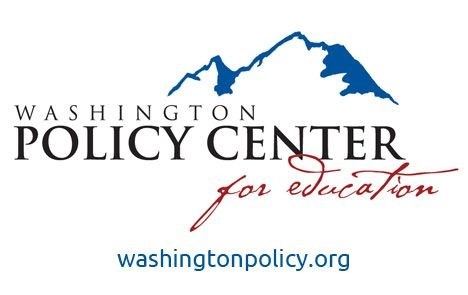 WASHINGTON
POLICY CENTER
for education
washingtonpolicy.org